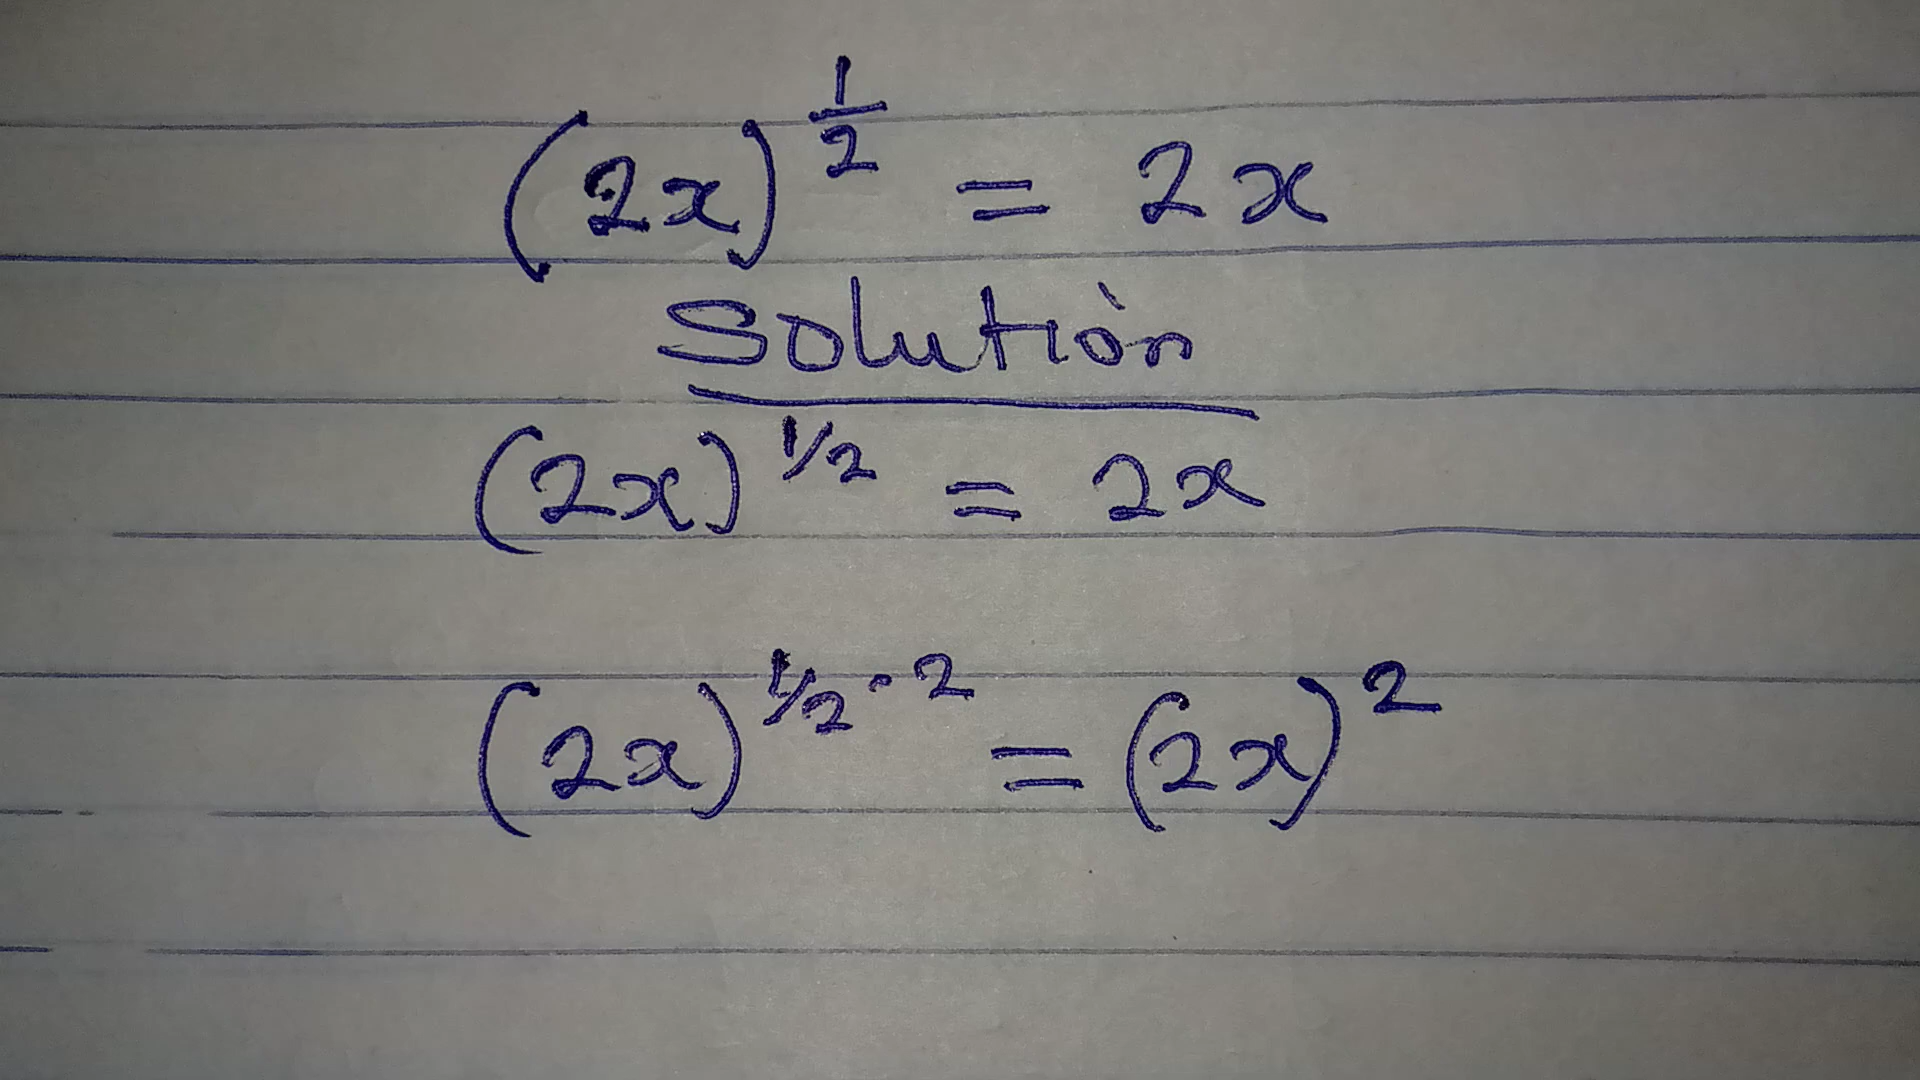 (2x)^½ = 2x
Solution
(2x)^1/2 = 2x
(2x)^1/2·2 = (2x)^2